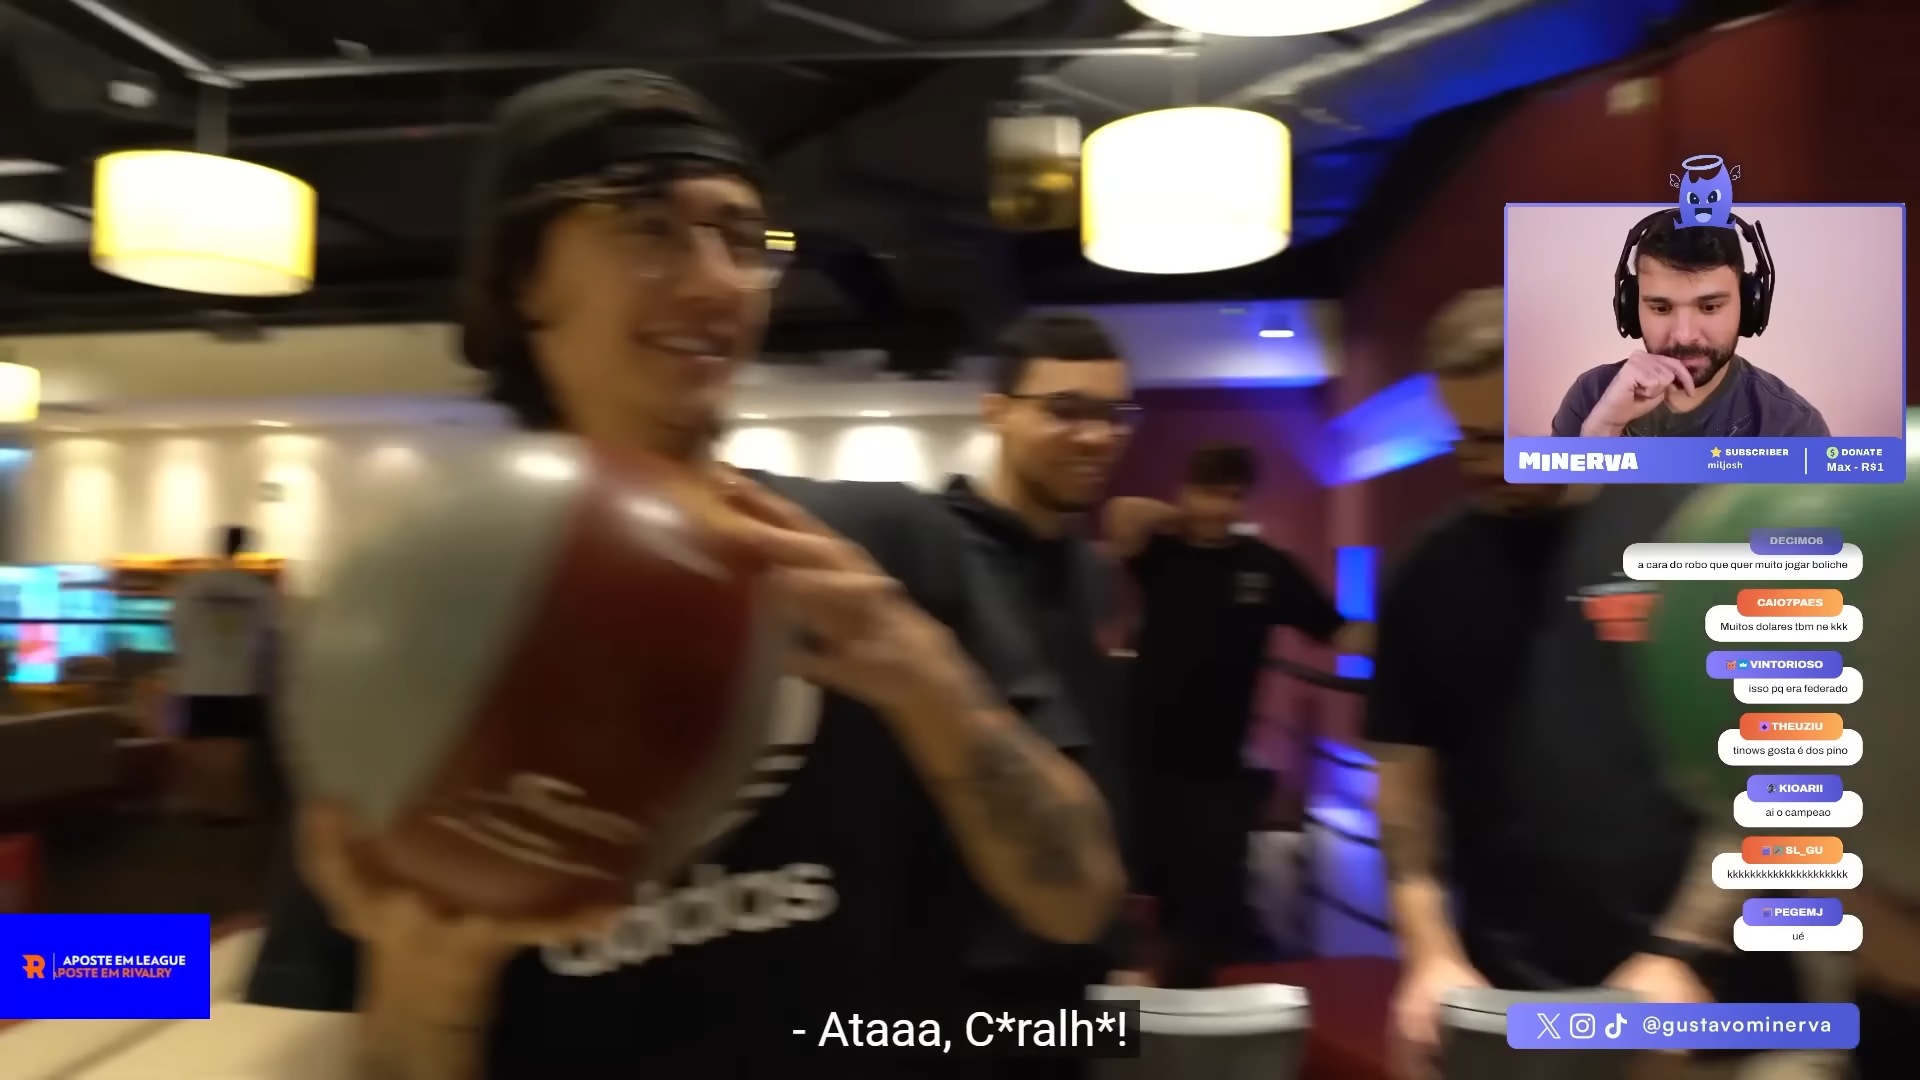 MINERVA
SUBSCRIBER
miljosh
DONATE
Max - R$1
DECIMO6
a cara do robo que quer muito jogar boliche
CAIO7PAES
Muitos dolares tbm ne kkk
VINTORIOSO
isso pq era federado
THEUZIU
tinows gosta é dos pino
KIOARII
ai o campeao
SL_GU
kkkkkkkkkkkkkkkkkkkkk
PEGEMJ
ué
adidas
R APOSTE EM LEAGUE
APOSTE EM RIVALRY
- Ataaa, C*ralh*!
@gustavominerva